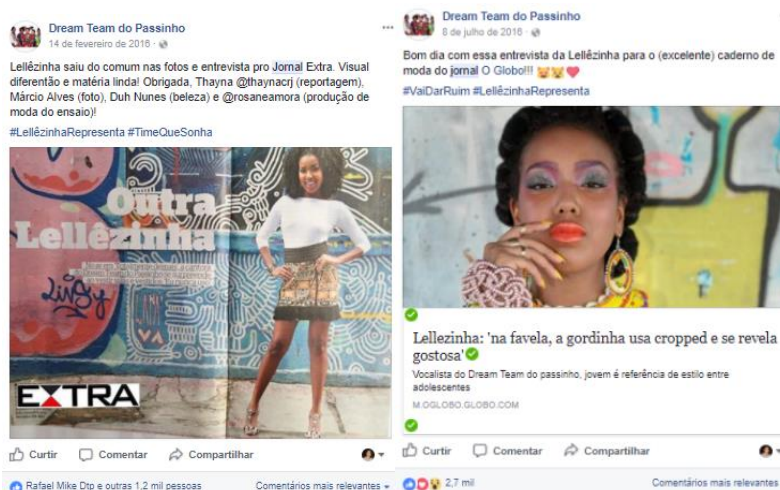 Dream Team do Passinho
14 de fevereiro de 2016
Lellêzinha saiu do comum nas fotos e entrevista pro Jornal Extra. Visual
diferentão e matéria linda! Obrigada, Thayna @thaynacrj (reportagem),
Márcio Alves (foto), Duh Nunes (beleza) e @rosaneamora (produção de
moda do ensaio)!
#LellêzinhaRepresenta #TimeQueSonha
Outra
Lellêzinha
EXTRA
Curtir Comentar Compartilhar
Rafael Mike Dtp e outras 1,2 mil pessoas Comentários mais relevantes
Dream Team do Passinho
8 de julho de 2016
Bom dia com essa entrevista da Lellêzinha para o (excelente) caderno de
moda do jornal O Globo!!!
#VaiDarRuim #LellêzinhaRepresenta
Lellezinha: 'na favela, a gordinha usa cropped e se revela
gostosa'
Vocalista do Dream Team do passinho, jovem é referência de estilo entre
adolescentes
M.OGLOBO.GLOBO.COM
Curtir Comentar Compartilhar
2,7 mil Comentários mais relevantes